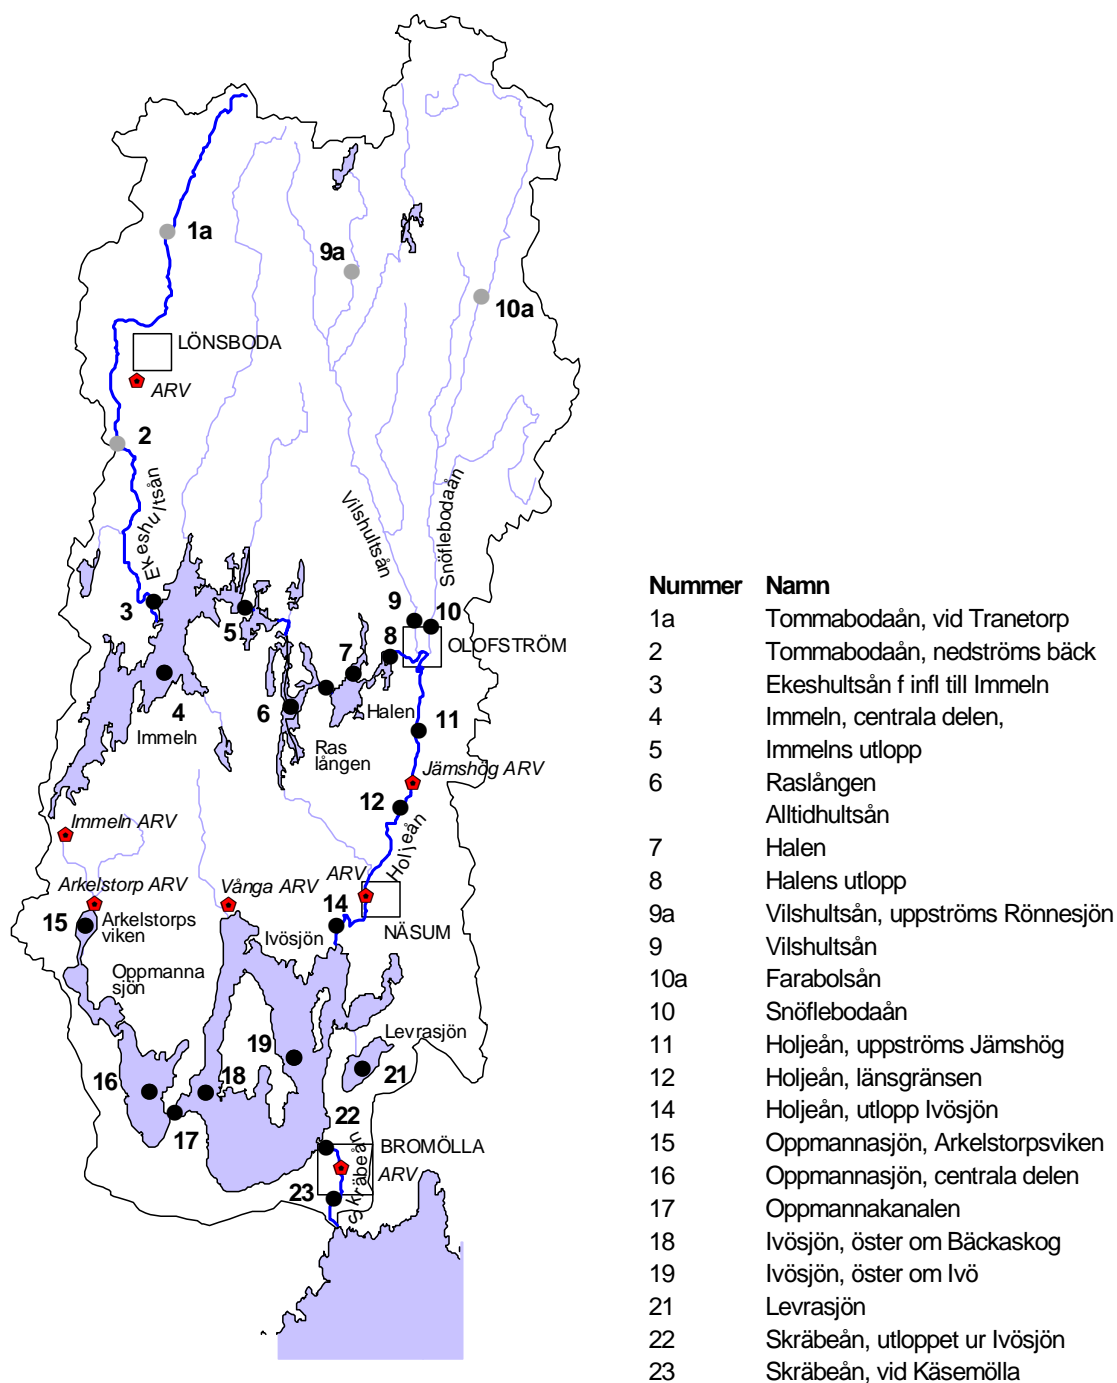 1a
9a
10a
LÖNSBODA
ARV
2
Ekeshultsån
Vilshultsån
Snöflebodaån
3
5
9
10
OLOFSTRÖM
8
7
4
6
Halen
11
Immeln
Ras
lången
Jämshög ARV
12
Immeln ARV
Holjeån
ARV
Arkelstorp ARV
Vånga ARV
14
15
Arkelstorps
viken
NÄSUM
Ivösjön
Oppmanna
sjön
Levrasjön
19
21
16
18
17
22
BROMÖLLA
ARV
Skräbeån
23
Nummer Namn
1a Tommabodaån, vid Tranetorp
2 Tommabodaån, nedströms bäck
3 Ekeshultsån f infl till Immeln
4 Immeln, centrala delen,
5 Immelns utlopp
6 Raslången
Alltidhultsån
7 Halen
8 Halens utlopp
9a Vilshultsån, uppströms Rönnesjön
9 Vilshultsån
10a Farabolsån
10 Snöflebodaån
11 Holjeån, uppströms Jämshög
12 Holjeån, länsgränsen
14 Holjeån, utlopp Ivösjön
15 Oppmannasjön, Arkelstorpsviken
16 Oppmannasjön, centrala delen
17 Oppmannakanalen
18 Ivösjön, öster om Bäckaskog
19 Ivösjön, öster om Ivö
21 Levrasjön
22 Skräbeån, utloppet ur Ivösjön
23 Skräbeån, vid Käsemölla